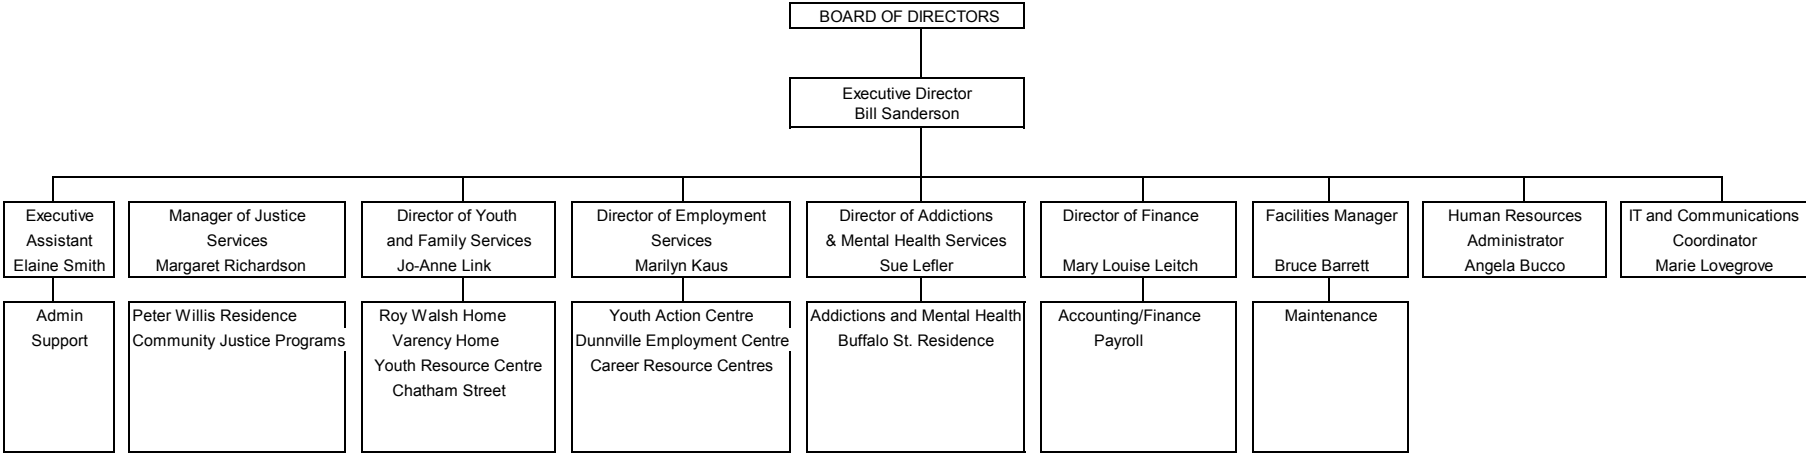 BOARD OF DIRECTORS
Executive Director
Bill Sanderson
Executive
Assistant
Elaine Smith
Manager of Justice
Services
Margaret Richardson
Director of Youth
and Family Services
Jo-Anne Link
Director of Employment
Services
Marilyn Kaus
Director of Addictions
& Mental Health Services
Sue Lefler
Director of Finance
Mary Louise Leitch
Facilities Manager
Bruce Barrett
Human Resources
Administrator
Angela Bucco
IT and Communications
Coordinator
Marie Lovegrove
Admin
Support
Peter Willis Residence
Community Justice Programs
Roy Walsh Home
Varency Home
Youth Resource Centre
Chatham Street
Youth Action Centre
Dunnville Employment Centre
Career Resource Centres
Addictions and Mental Health
Buffalo St. Residence
Accounting/Finance
Payroll
Maintenance